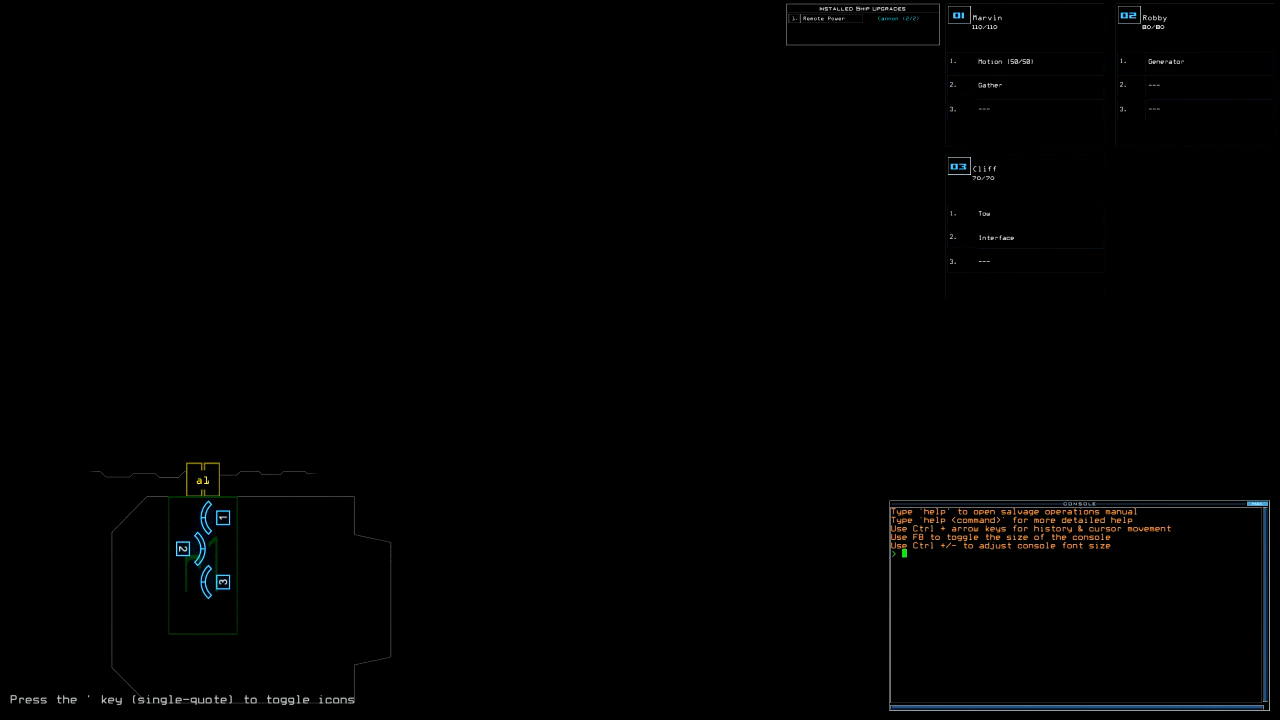 INSTALLED SHIP UPGRADES
1. Remote Power Cannon (2/2)
01 Marvin
110/110
1. Motion (50/50)
2. Gather
3. ---
02 Robby
80/80
1. Generator
2. ---
3. ---
03 Cliff
70/70
1. Tow
2. Interface
3. ---
a1
1
2
3
CONSOLE
Type 'help' to open salvage operations manual
Type 'help <command>' for more detailed help
Use Ctrl + arrow keys for history & cursor movement
Use F8 to toggle the size of the console
Use Ctrl +/- to adjust console font size
>
Press the ' key (single-quote) to toggle icons